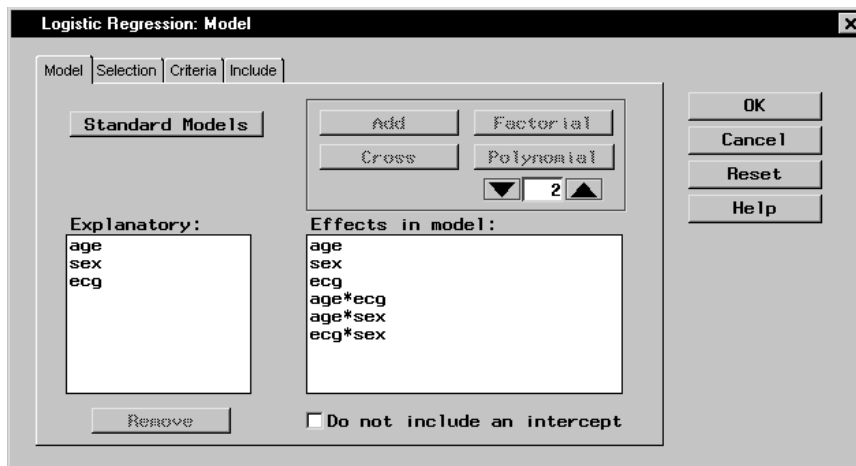 Logistic Regression: Model
Model Selection Criteria Include
Standard Models
Add
Factorial
Cross
Polynomial
2
OK
Cancel
Reset
Help
Explanatory:
age
sex
ecg
Remove
Effects in model:
age
sex
ecg
age*ecg
age*sex
ecg*sex
Do not include an intercept